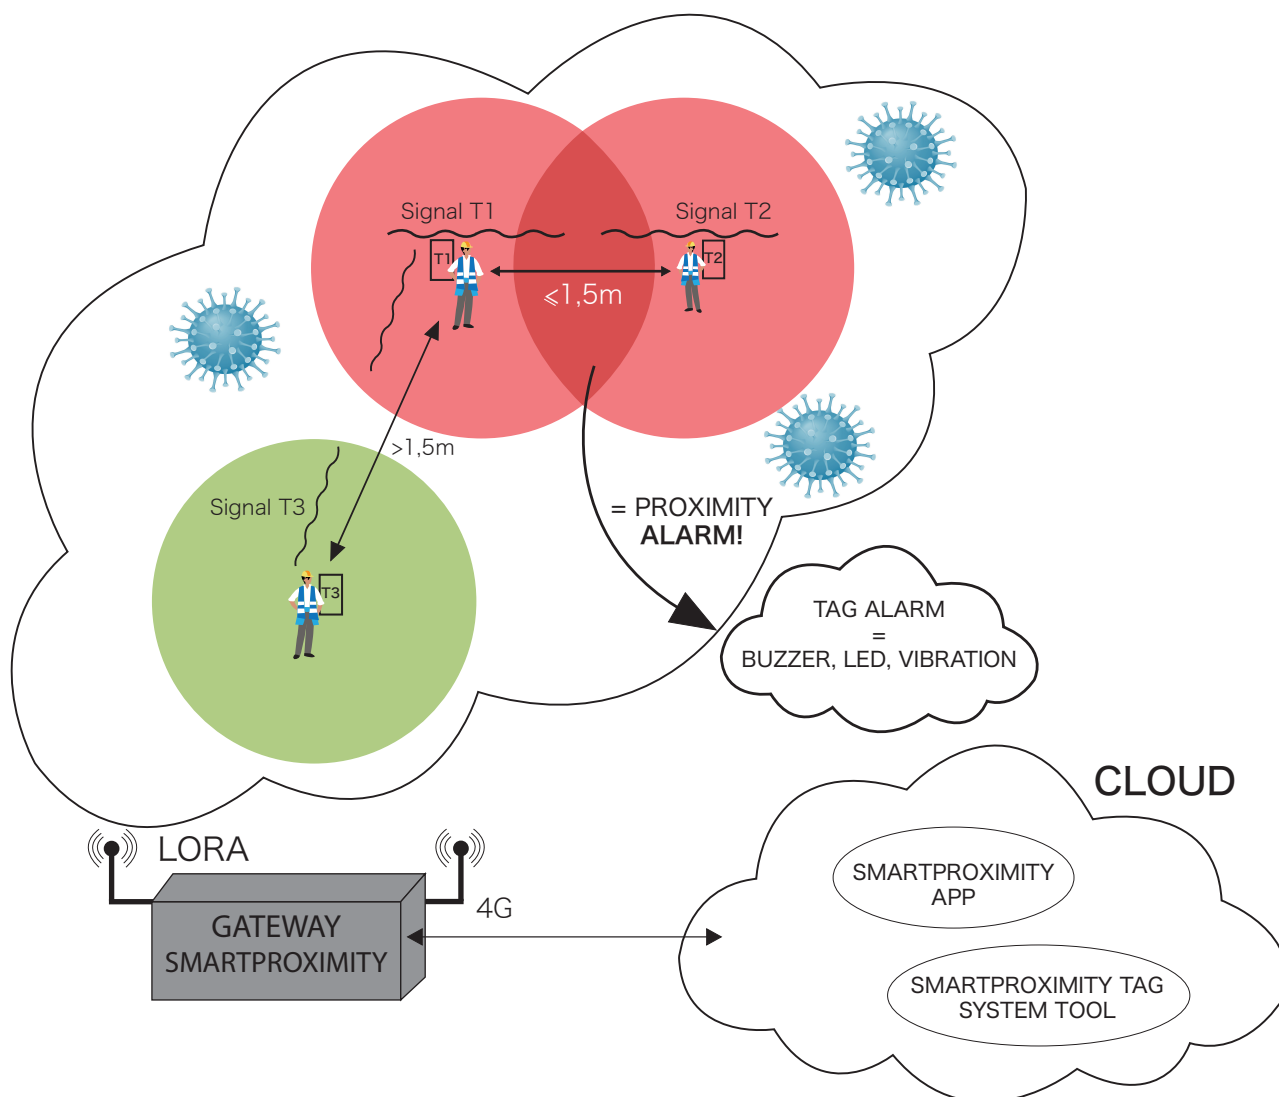 Signal T1
Signal T2
T1
T2
⩽1,5m
>1,5m
Signal T3
T3
= PROXIMITY
ALARM!
TAG ALARM
=
BUZZER, LED, VIBRATION
CLOUD
LORA
SMARTPROXIMITY
APP
4G
GATEWAY
SMARTPROXIMITY
SMARTPROXIMITY TAG
SYSTEM TOOL